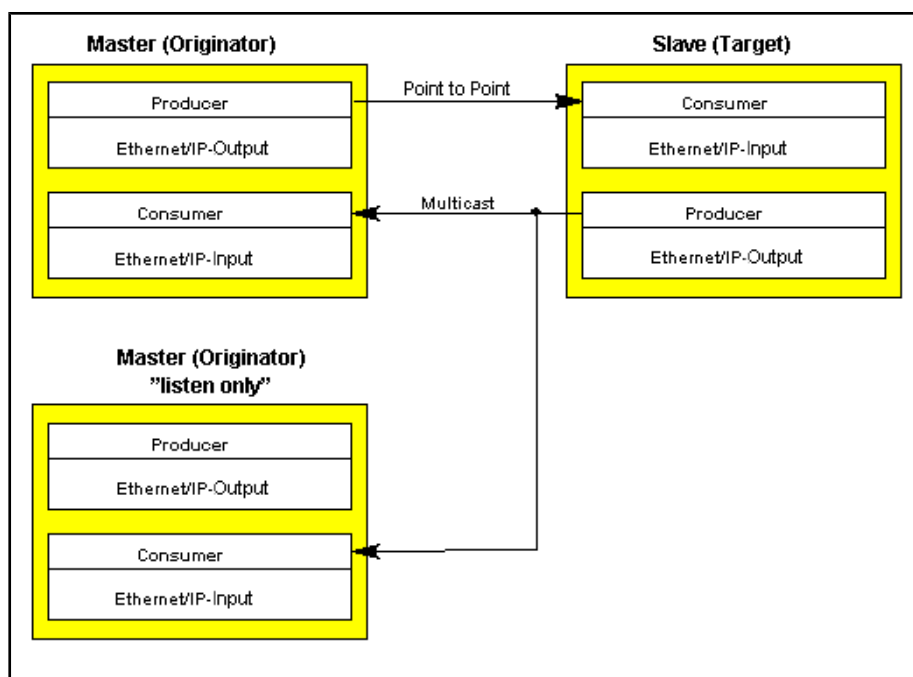 Master (Originator)
Producer
Ethernet/IP-Output
Consumer
Ethernet/IP-Input
Point to Point
Multicast
Slave (Target)
Consumer
Ethernet/IP-Input
Producer
Ethernet/IP-Output
Master (Originator)
”listen only”
Producer
Ethernet/IP-Output
Consumer
Ethernet/IP-Input